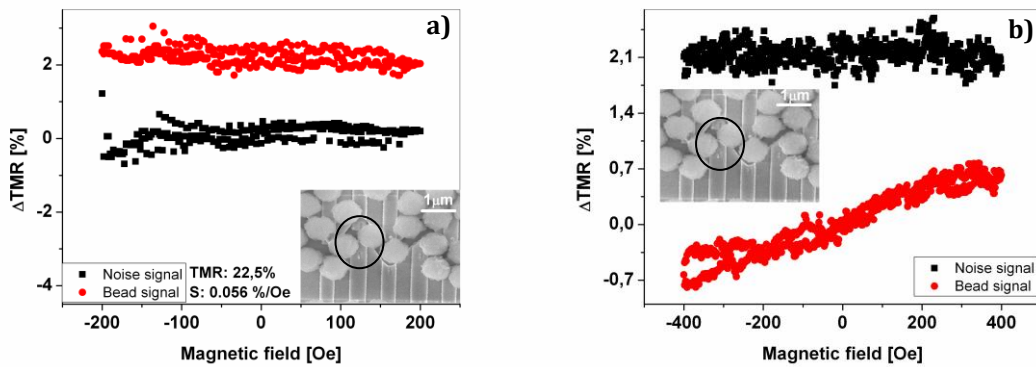 a)
2
0
-2
-4
ΔTMR [%]
1µm
Noise signal
Bead signal
TMR: 22,5%
S: 0.056 %/Oe
-200
-100
0
100
200
Magnetic field [Oe]
b)
2,1
1,4
0,7
0,0
-0,7
ΔTMR [%]
1µm
Noise signal
Bead signal
-400
-200
0
200
400
Magnetic field [Oe]